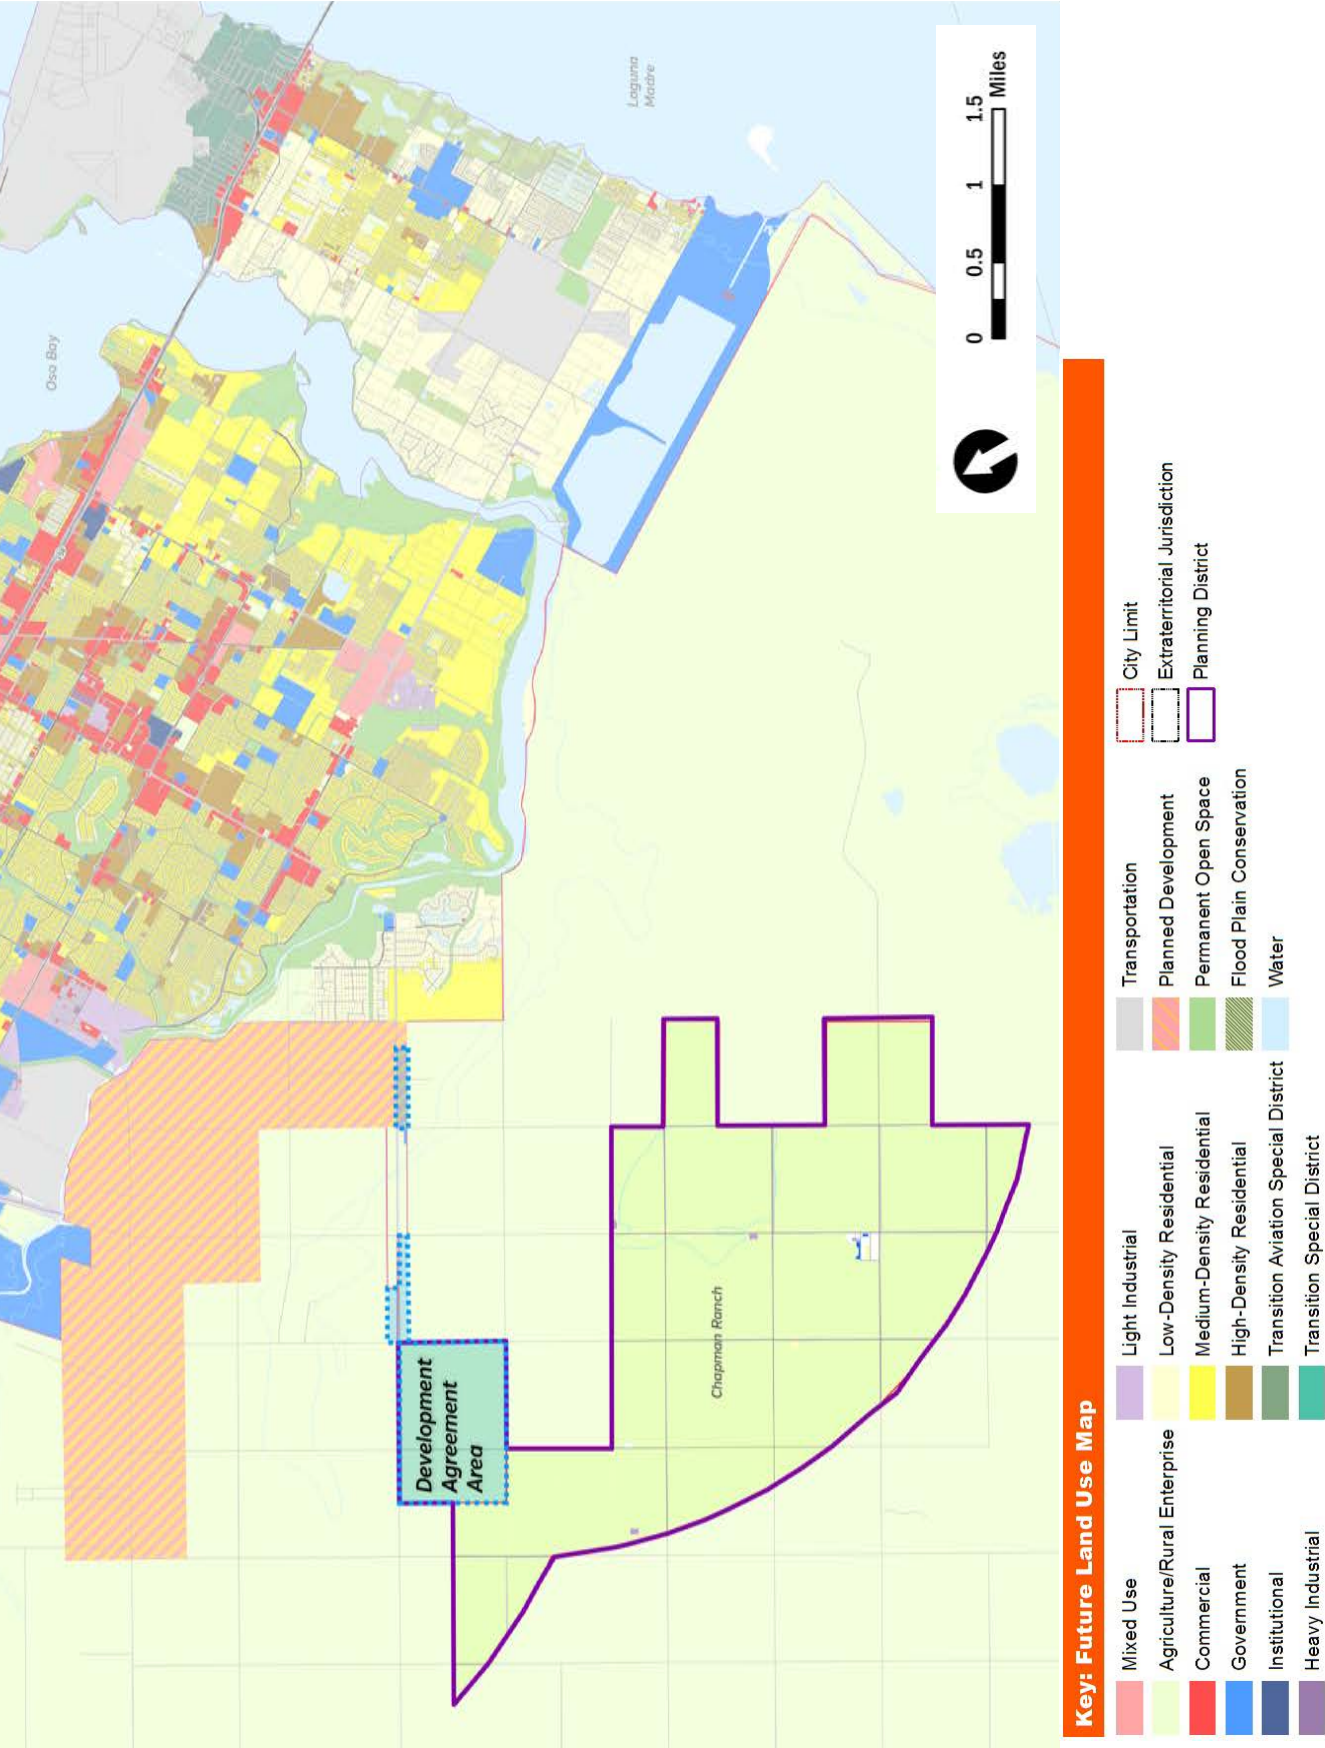 Oso Bay
Laguna
Madre
Development
Agreement
Area
Chapman Ranch
0 0.5 1 1.5 Miles
Key: Future Land Use Map
Mixed Use
Agriculture/Rural Enterprise
Commercial
Government
Institutional
Heavy Industrial
Light Industrial
Low-Density Residential
Medium-Density Residential
High-Density Residential
Transition Aviation Special District
Transition Special District
Transportation
Planned Development
Permanent Open Space
Flood Plain Conservation
Water
City Limit
Extraterritorial Jurisdiction
Planning District